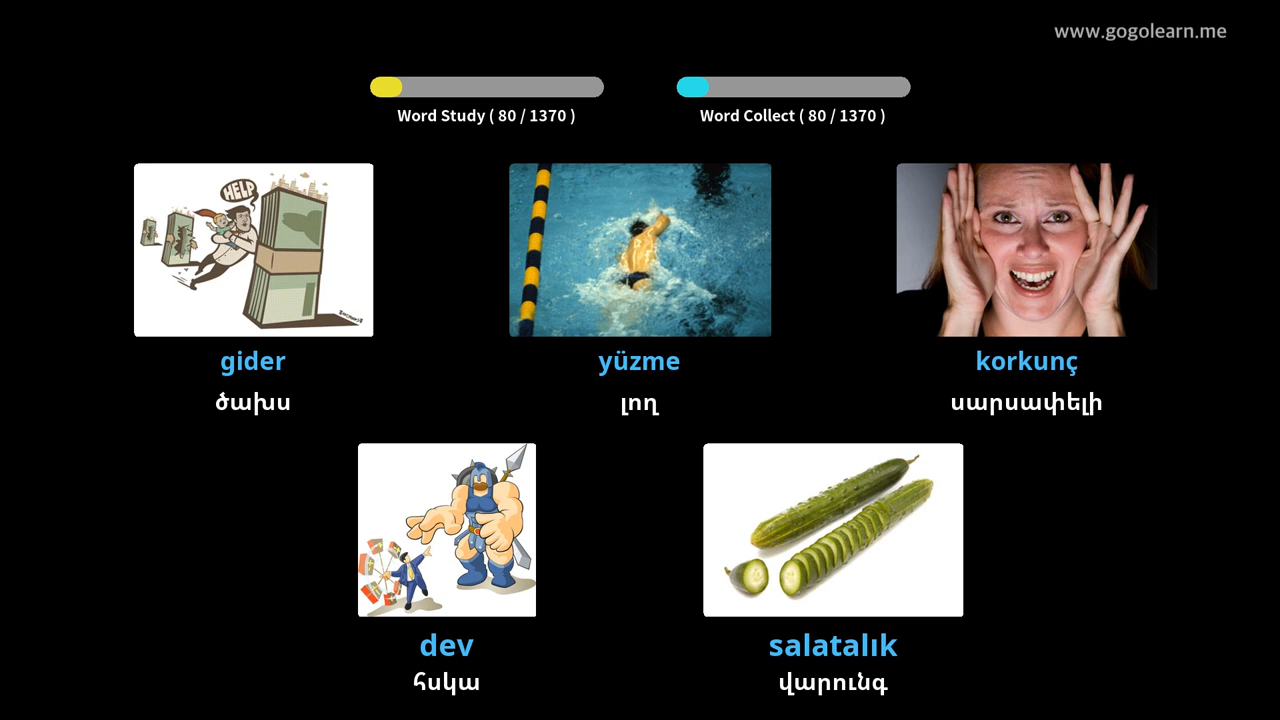 www.gogolearn.me
Word Study ( 80 / 1370 )
Word Collect ( 80 / 1370 )
HELP
gider
ծախս
yüzme
լող
korkunç
սարսափելի
dev
հսկա
salatalık
վարունգ